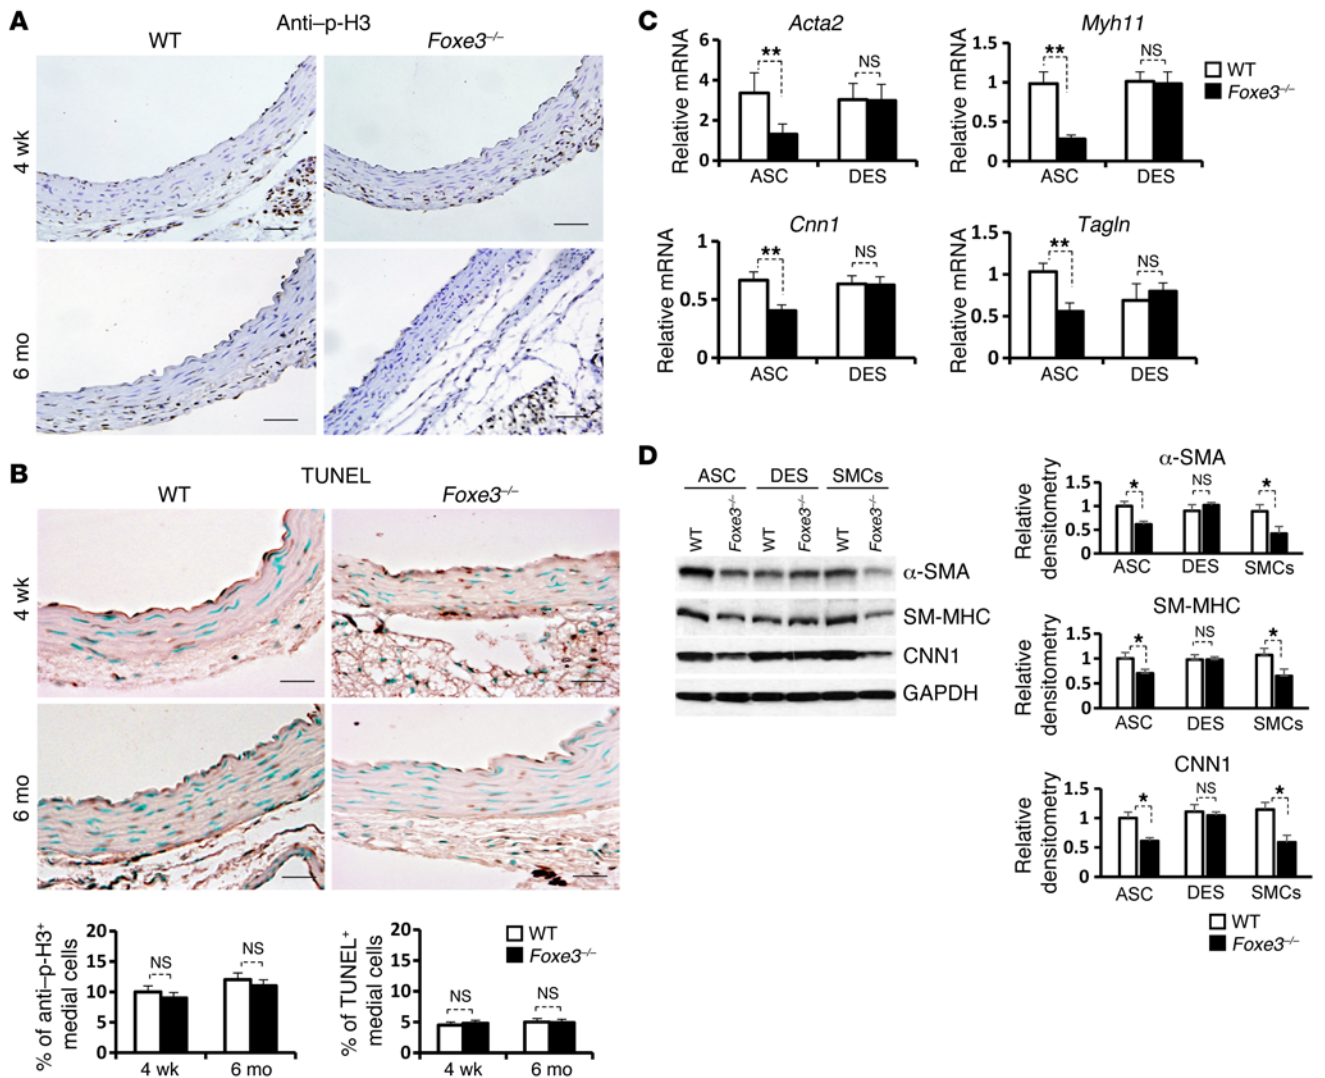 A
Anti–p-H3
WT
Foxe3–/–
4 wk
6 mo
B
TUNEL
WT
Foxe3–/–
4 wk
6 mo
% of anti–p-H3+
medial cells
20
15
10
5
0
NS
NS
4 wk
6 mo
% of TUNEL+
medial cells
20
15
10
5
0
NS
NS
4 wk
6 mo
WT
Foxe3–/–
C
Acta2
Relative mRNA
6
4
2
0
**
NS
ASC
DES
Myh11
Relative mRNA
1.5
1
0.5
0
**
NS
ASC
DES
WT
Foxe3–/–
Cnn1
Relative mRNA
1
0.5
0
**
NS
ASC
DES
Tagln
Relative mRNA
1.5
1
0.5
0
**
NS
ASC
DES
D
ASC DES SMCs
WT Foxe3–/– WT Foxe3–/– WT Foxe3–/–
α-SMA
SM-MHC
CNN1
GAPDH
α-SMA
Relative
densitometry
1.5
1
0.5
0
*
NS
*
ASC DES SMCs
SM-MHC
Relative
densitometry
1.5
1
0.5
0
*
NS
*
ASC DES SMCs
CNN1
Relative
densitometry
1.5
1
0.5
0
*
NS
*
ASC DES SMCs
WT
Foxe3–/–